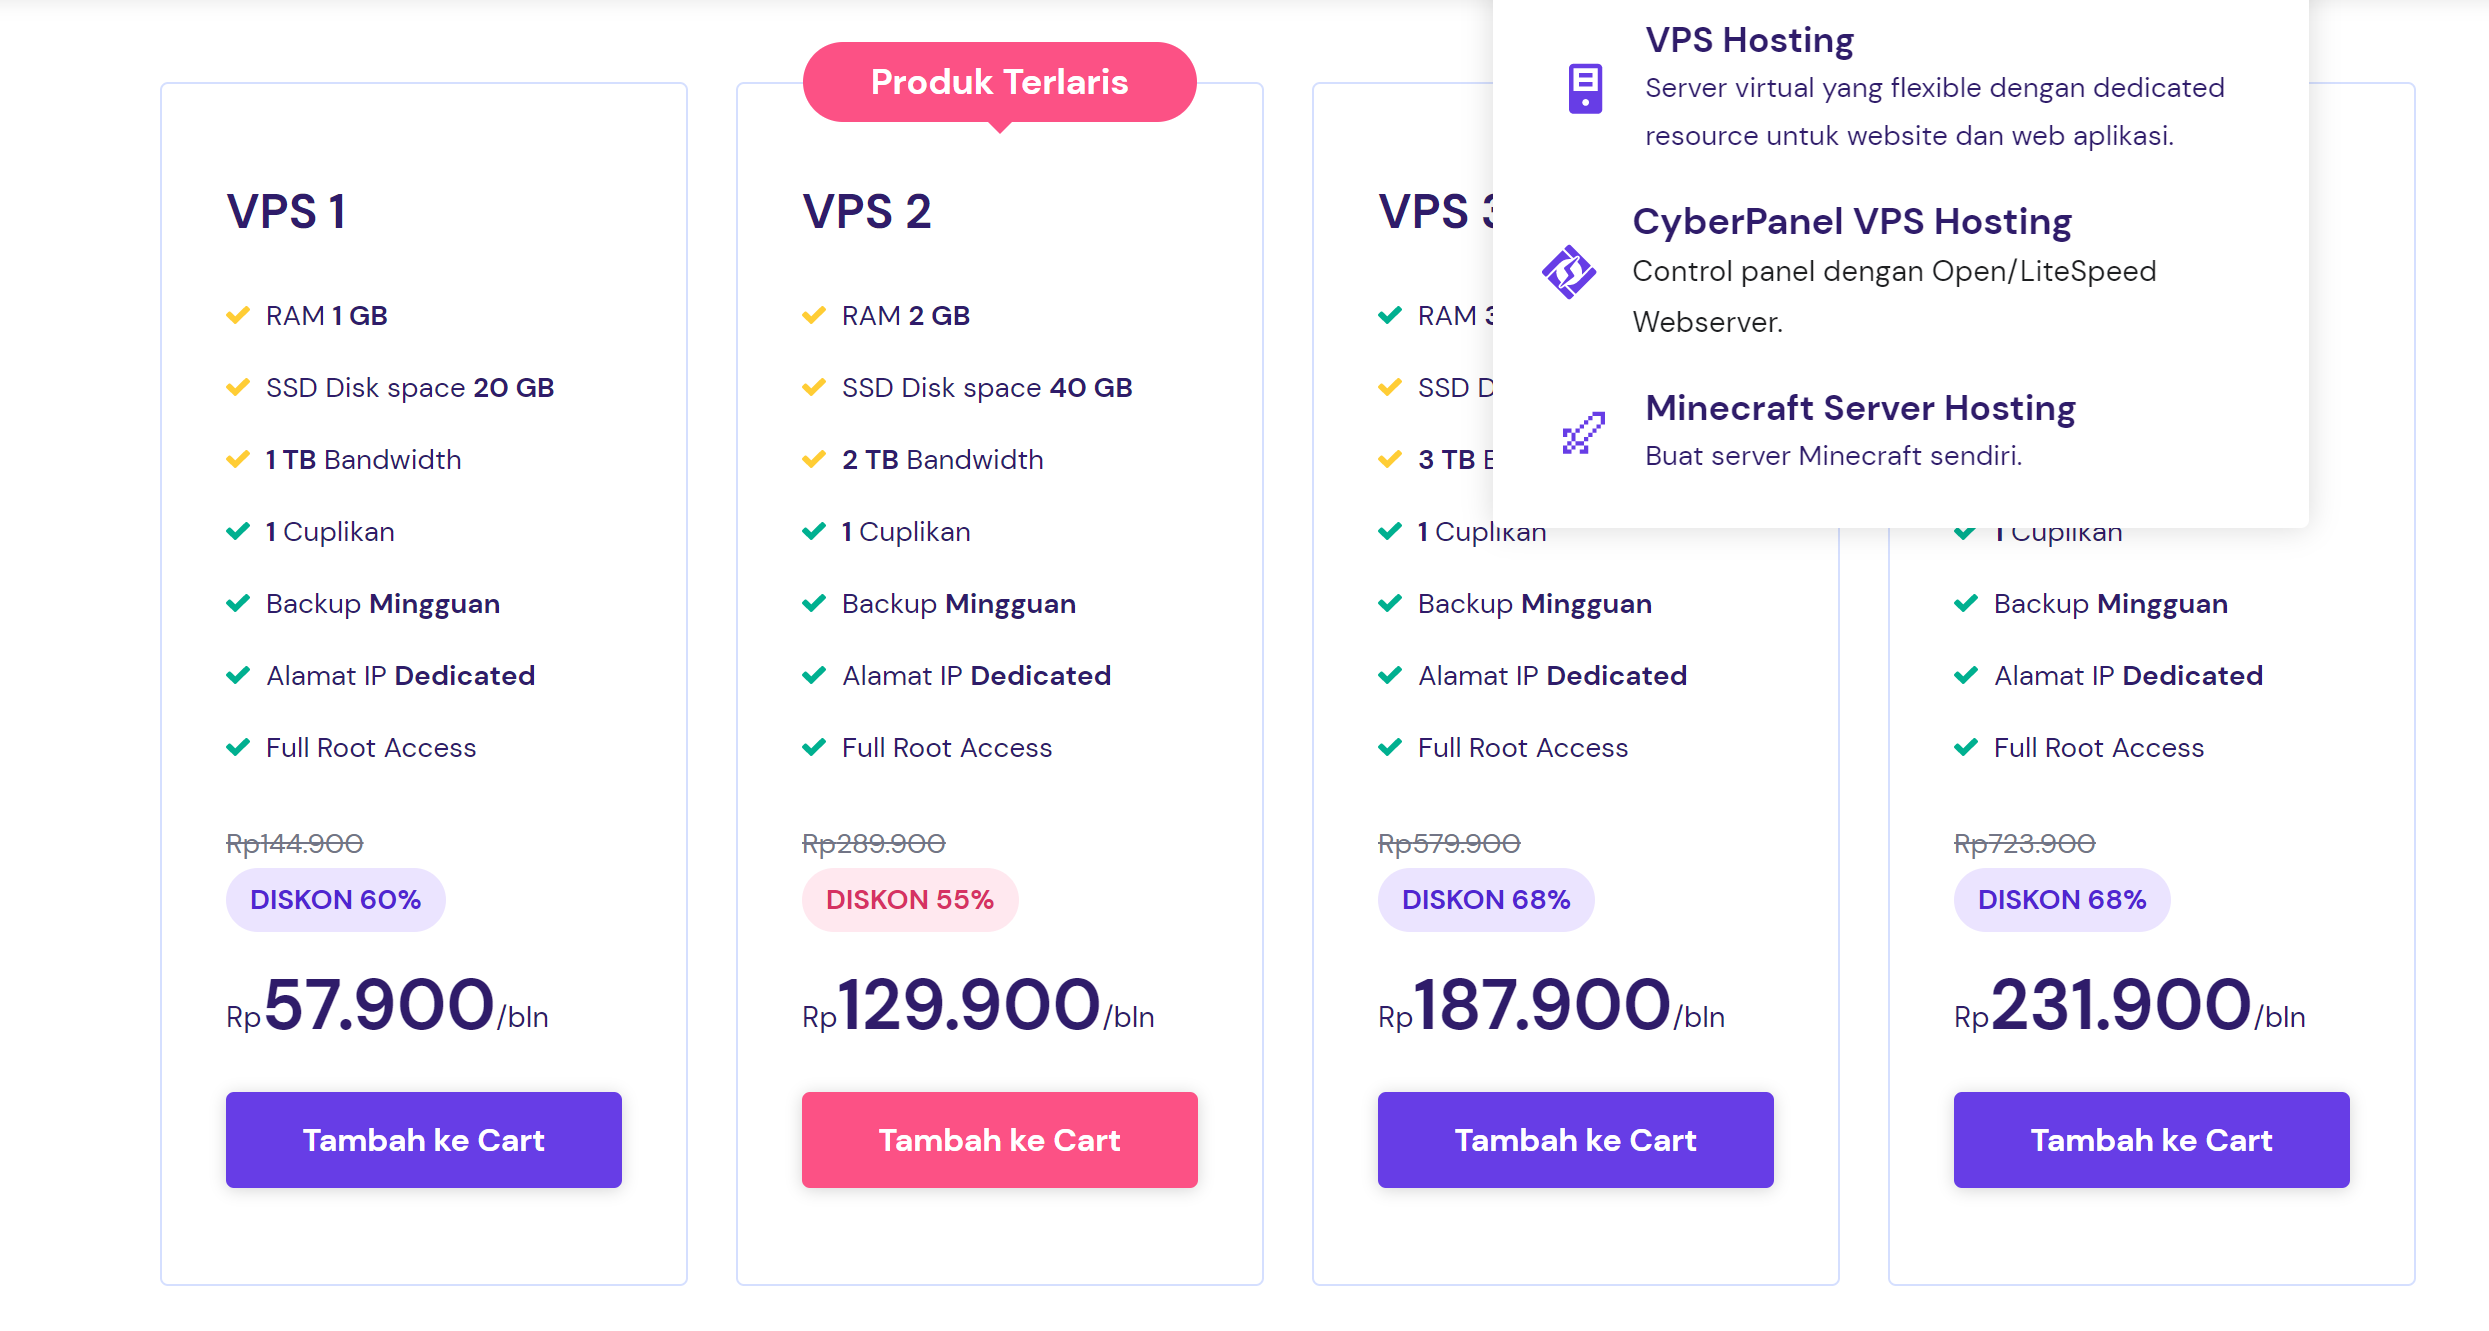 VPS Hosting
Server virtual yang flexible dengan dedicated
resource untuk website dan web aplikasi.
CyberPanel VPS Hosting
Control panel dengan Open/LiteSpeed
Webserver.
Minecraft Server Hosting
Buat server Minecraft sendiri.
Produk Terlaris
VPS 1
RAM 1 GB
SSD Disk space 20 GB
1 TB Bandwidth
1 Cuplikan
Backup Mingguan
Alamat IP Dedicated
Full Root Access
Rp144.900
DISKON 60%
Rp57.900/bln
Tambah ke Cart
VPS 2
RAM 2 GB
SSD Disk space 40 GB
2 TB Bandwidth
1 Cuplikan
Backup Mingguan
Alamat IP Dedicated
Full Root Access
Rp289.900
DISKON 55%
Rp129.900/bln
Tambah ke Cart
VPS 3
RAM 3
SSD
3 TB
1 Cuplikan
Backup Mingguan
Alamat IP Dedicated
Full Root Access
Rp579.900
DISKON 68%
Rp187.900/bln
Tambah ke Cart
1 Cuplikan
Backup Mingguan
Alamat IP Dedicated
Full Root Access
Rp723.900
DISKON 68%
Rp231.900/bln
Tambah ke Cart